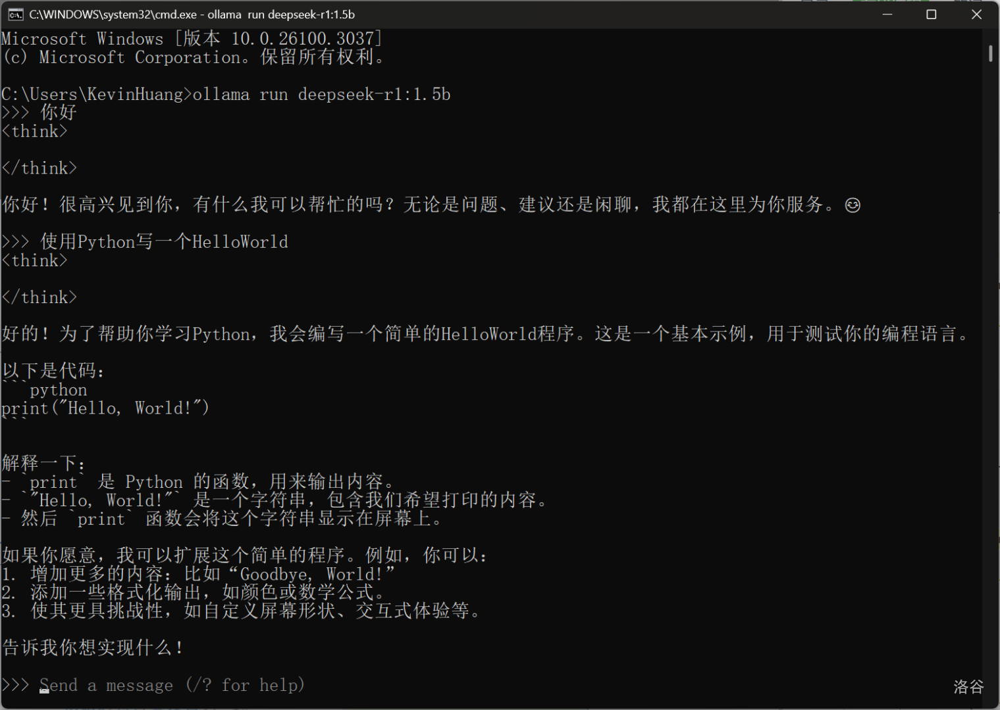 C:\WINDOWS\system32\cmd.exe - ollama  run deepseek-r1:1.5b
Microsoft Windows [版本 10.0.26100.3037]
(c) Microsoft Corporation。保留所有权利。
C:\Users\KevinHuang>ollama run deepseek-r1:1.5b
>>> 你好
<think>
</think>
你好！很高兴见到你，有什么我可以帮忙的吗？无论是问题、建议还是闲聊，我都在这里为你服务。😊
>>> 使用Python写一个HelloWorld
<think>
</think>
好的！为了帮助你学习Python，我会编写一个简单的HelloWorld程序。这是一个基本示例，用于测试你的编程语言。
以下是代码：
```python
print("Hello, World!")
```
解释一下：
- `print` 是 Python 的函数，用来输出内容。
- `"Hello, World!"` 是一个字符串，包含我们希望打印的内容。
- 然后 `print` 函数会将这个字符串显示在屏幕上。
如果你愿意，我可以扩展这个简单的程序。例如，你可以：
1. 增加更多的内容：比如“Goodbye, World!”
2. 添加一些格式化输出，如颜色或数学公式。
3. 使其更具挑战性，如自定义屏幕形状、交互式体验等。
告诉我你想实现什么！
>>> Send a message (/? for help)
洛谷